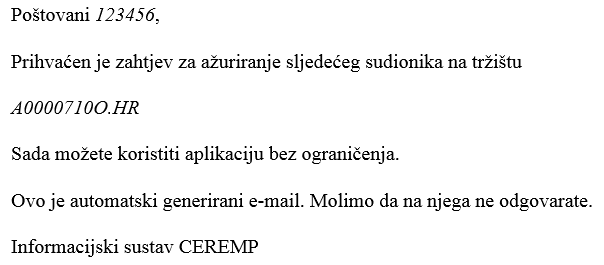 Poštovani 123456,
Prihvaćen je zahtjev za ažuriranje sljedećeg sudionika na tržištu
A0000710O.HR
Sada možete koristiti aplikaciju bez ograničenja.
Ovo je automatski generirani e-mail. Molimo da na njega ne odgovarate.
Informacijski sustav CEREMP